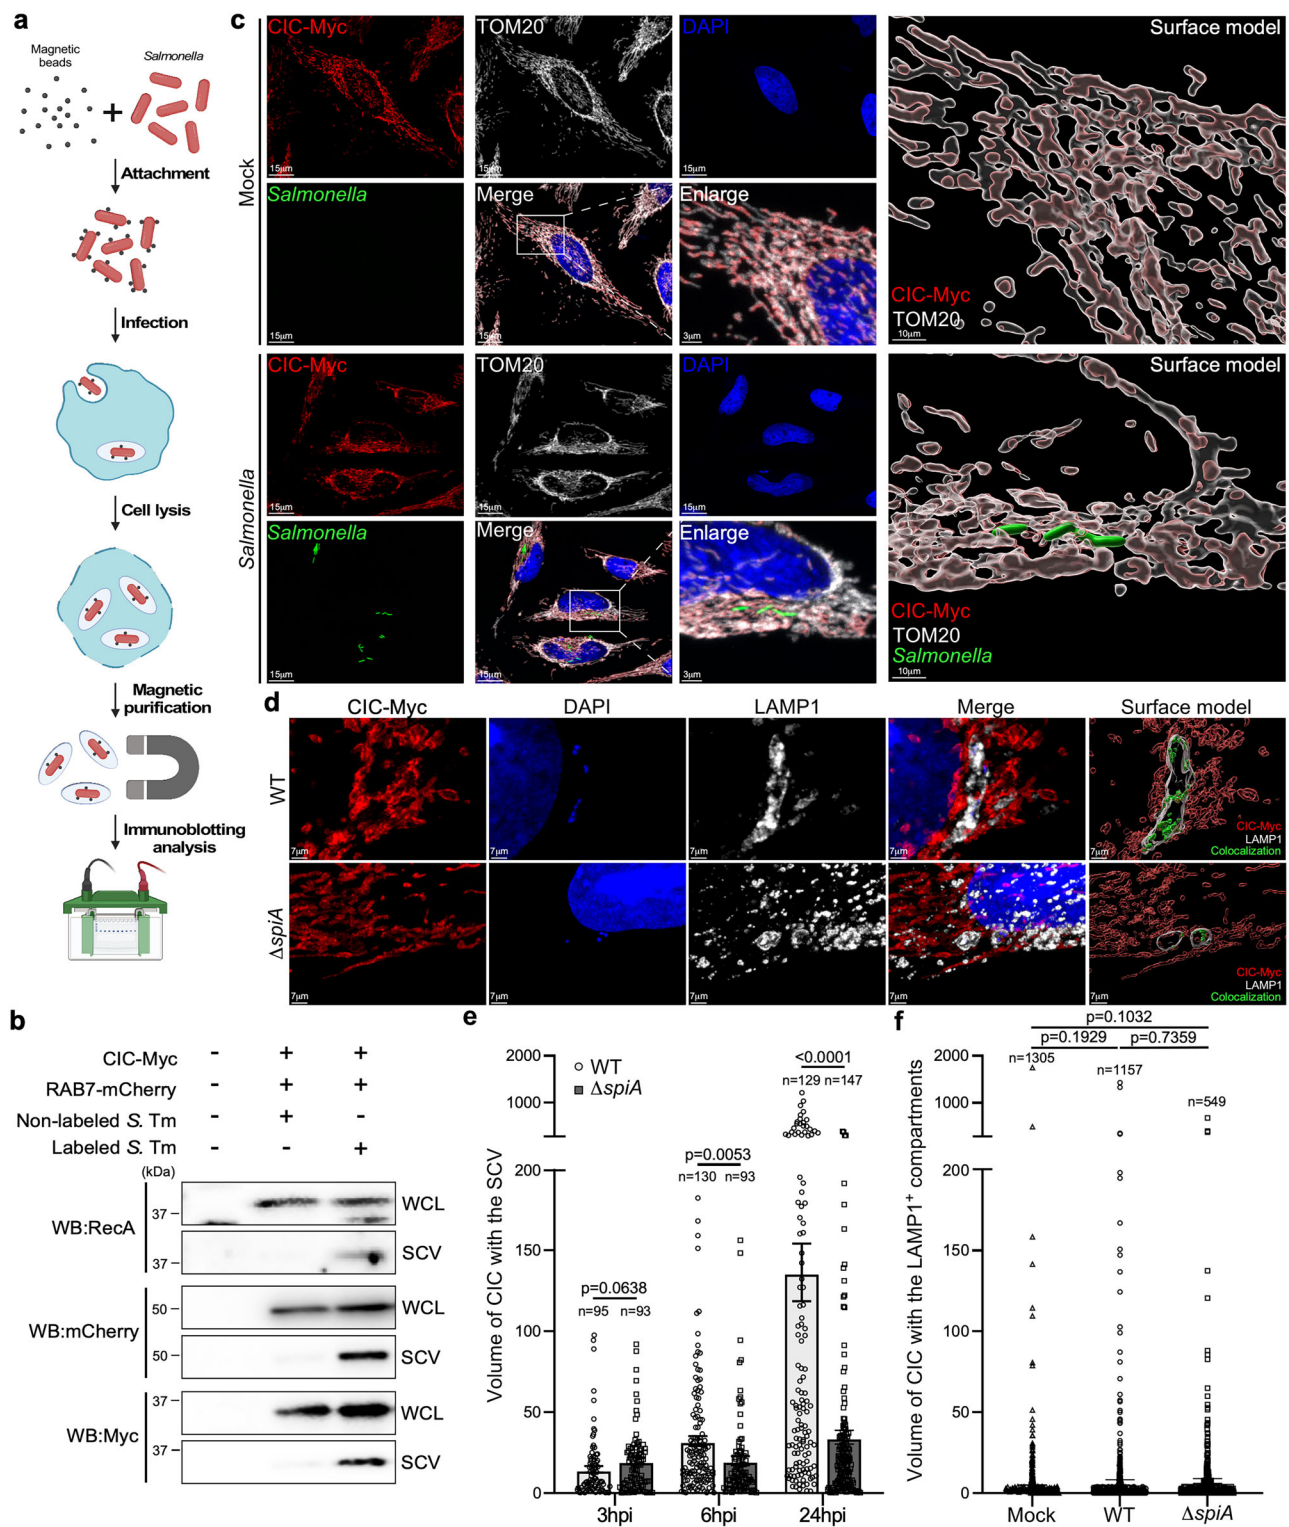 a
Magnetic
beads
Salmonella
+
Attachment
Infection
Cell lysis
Magnetic
purification
Immunoblotting
analysis
b
CIC-Myc - + +
RAB7-mCherry - + +
Non-labeled S. Tm - + -
Labeled S. Tm - - +
(kDa)
WB:RecA
37
WCL
37
SCV
WB:mCherry
50
WCL
50
SCV
WB:Myc
37
WCL
37
SCV
c
Mock
CIC-Myc
15μm
TOM20
15μm
DAPI
15μm
Surface model
CIC-Myc
TOM20
10μm
Salmonella
15μm
Merge
15μm
Enlarge
3μm
Salmonella
CIC-Myc
15μm
TOM20
15μm
DAPI
15μm
Surface model
CIC-Myc
TOM20
Salmonella
10μm
Salmonella
15μm
Merge
15μm
Enlarge
3μm
d
CIC-Myc DAPI LAMP1 Merge Surface model
WT
7μm 7μm 7μm 7μm 7μm
CIC-Myc
LAMP1
Colocalization
ΔspiA
7μm 7μm 7μm 7μm 7μm
CIC-Myc
LAMP1
Colocalization
e
Volume of CIC with the SCV
2000
1000
200
150
100
50
0
WT
ΔspiA
p=0.0638
n=95 n=93
p=0.0053
n=130 n=93
<0.0001
n=129 n=147
3hpi 6hpi 24hpi
f
Volume of CIC with the LAMP1⁺ compartments
2000
1000
200
150
100
50
0
p=0.1032
p=0.1929 p=0.7359
n=1305
n=1157
n=549
Mock WT ΔspiA